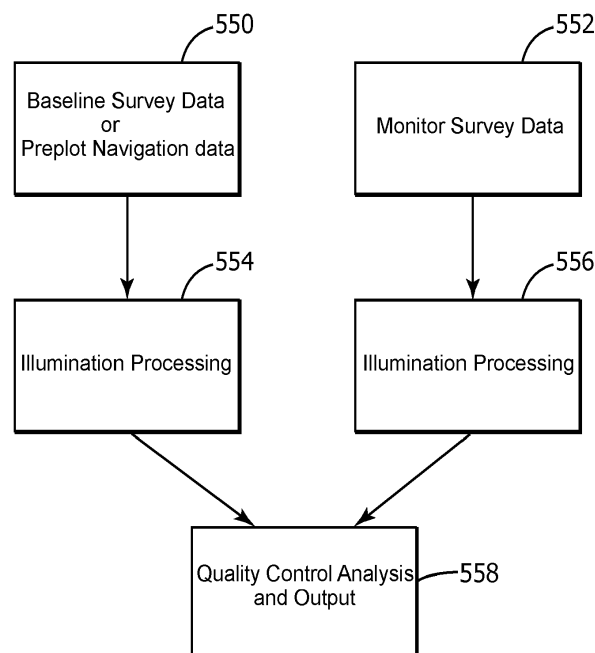 550
552
Baseline Survey Data
or
Preplot Navigation data
Monitor Survey Data
554
556
Illumination Processing
Illumination Processing
Quality Control Analysis
and Output
558